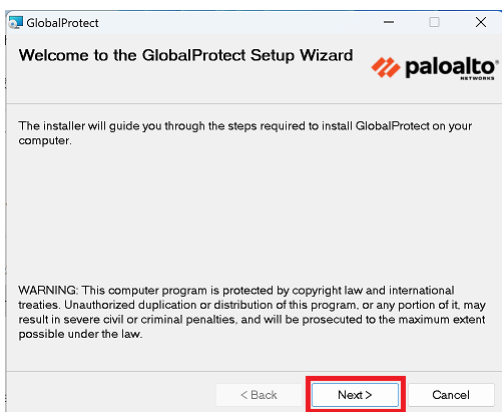 GlobalProtect
Welcome to the GlobalProtect Setup Wizard
paloalto
NETWORKS
The installer will guide you through the steps required to install GlobalProtect on your
computer.
WARNING: This computer program is protected by copyright law and international
treaties. Unauthorized duplication or distribution of this program, or any portion of it, may
result in severe civil or criminal penalties, and will be prosecuted to the maximum extent
possible under the law.
< Back Next > Cancel